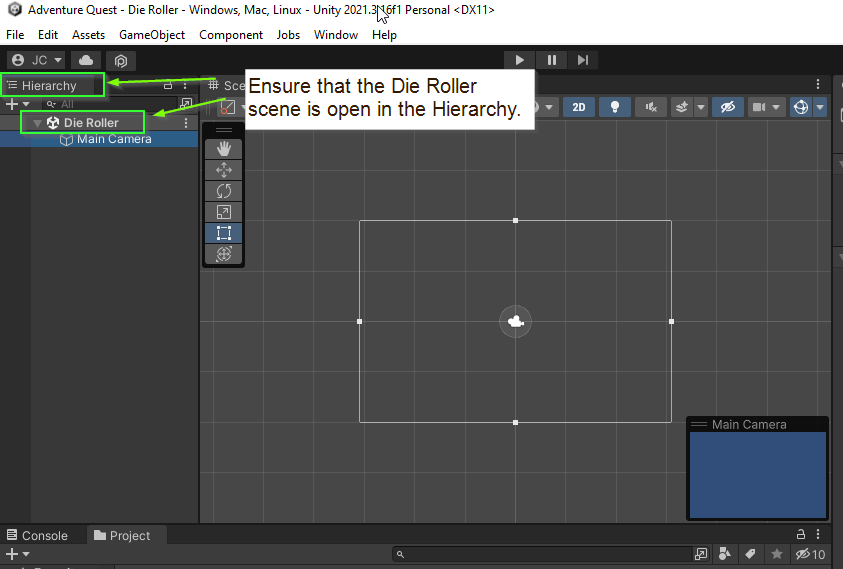 Adventure Quest - Die Roller - Windows, Mac, Linux - Unity 2021.3.16f1 Personal <DX11>
File Edit Assets GameObject Component Jobs Window Help
JC
Hierarchy
All
Die Roller
Main Camera
Ensure that the Die Roller
scene is open in the Hierarchy.
2D
Main Camera
Console Project
10